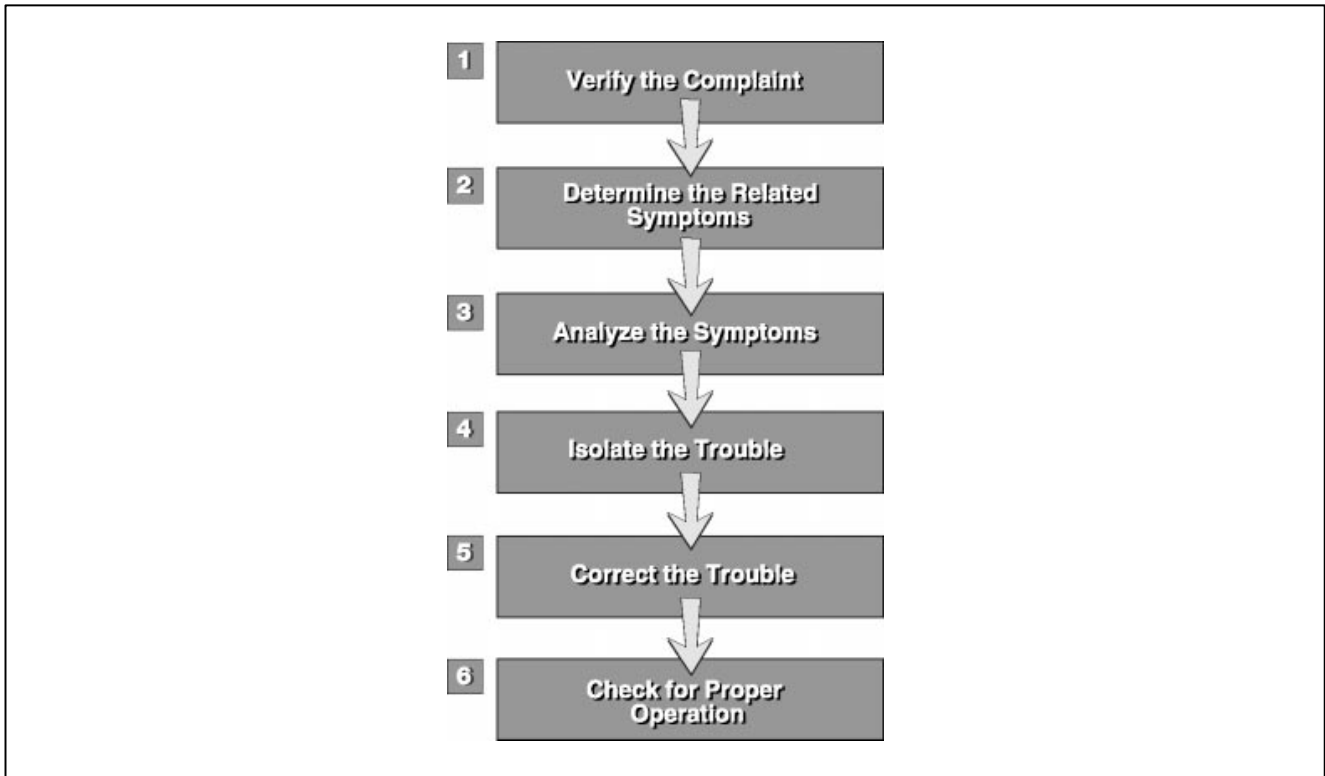 1
Verify the Complaint
2
Determine the Related
Symptoms
3
Analyze the Symptoms
4
Isolate the Trouble
5
Correct the Trouble
6
Check for Proper
Operation